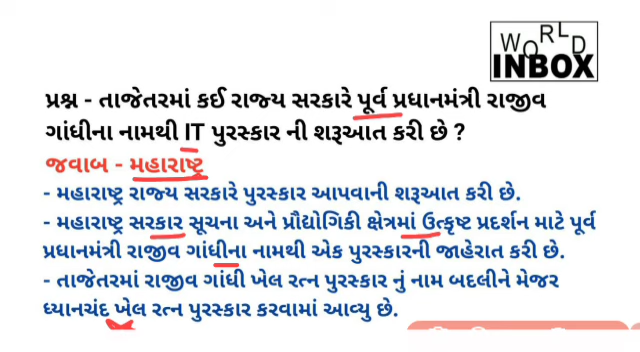 WORLD
INBOX
પ્રશ્ન - તાજેતરમાં કઈ રાજ્ય સરકારે પૂર્વ પ્રધાનમંત્રી રાજીવ
ગાંધીના નામથી IT પુરસ્કાર ની શરૂઆત કરી છે ?
જવાબ - મહારાષ્ટ્ર
- મહારાષ્ટ્ર રાજ્ય સરકારે પુરસ્કાર આપવાની શરૂઆત કરી છે.
- મહારાષ્ટ્ર સરકાર સૂચના અને પ્રૌદ્યોગિકી ક્ષેત્રમાં ઉત્કૃષ્ટ પ્રદર્શન માટે પૂર્વ
પ્રધાનમંત્રી રાજીવ ગાંધીના નામથી એક પુરસ્કારની જાહેરાત કરી છે.
- તાજેતરમાં રાજીવ ગાંધી ખેલ રત્ન પુરસ્કાર નું નામ બદલીને મેજર
ધ્યાનચંદ ખેલ રત્ન પુરસ્કાર કરવામાં આવ્યુ છે.